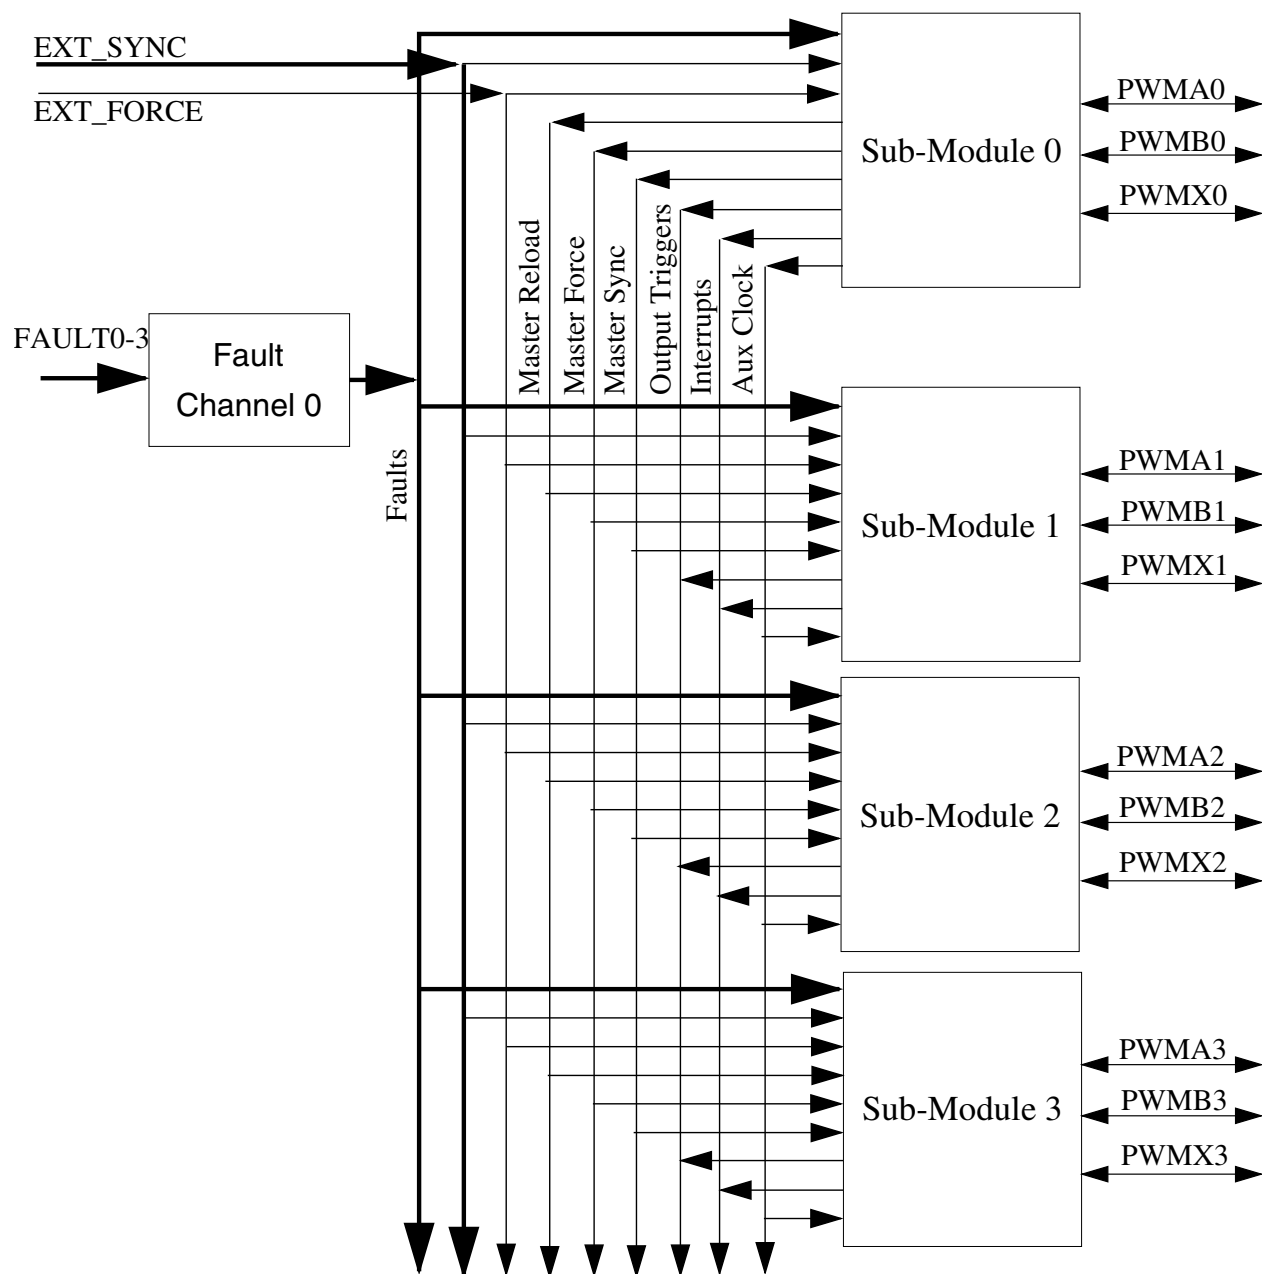 EXT_SYNC
EXT_FORCE
PWMA0
PWMB0
PWMX0
Sub-Module 0
Master Reload
Master Force
Master Sync
Output Triggers
Interrupts
Aux Clock
FAULT0-3
Fault
Channel 0
Faults
PWMA1
PWMB1
PWMX1
Sub-Module 1
PWMA2
PWMB2
PWMX2
Sub-Module 2
PWMA3
PWMB3
PWMX3
Sub-Module 3